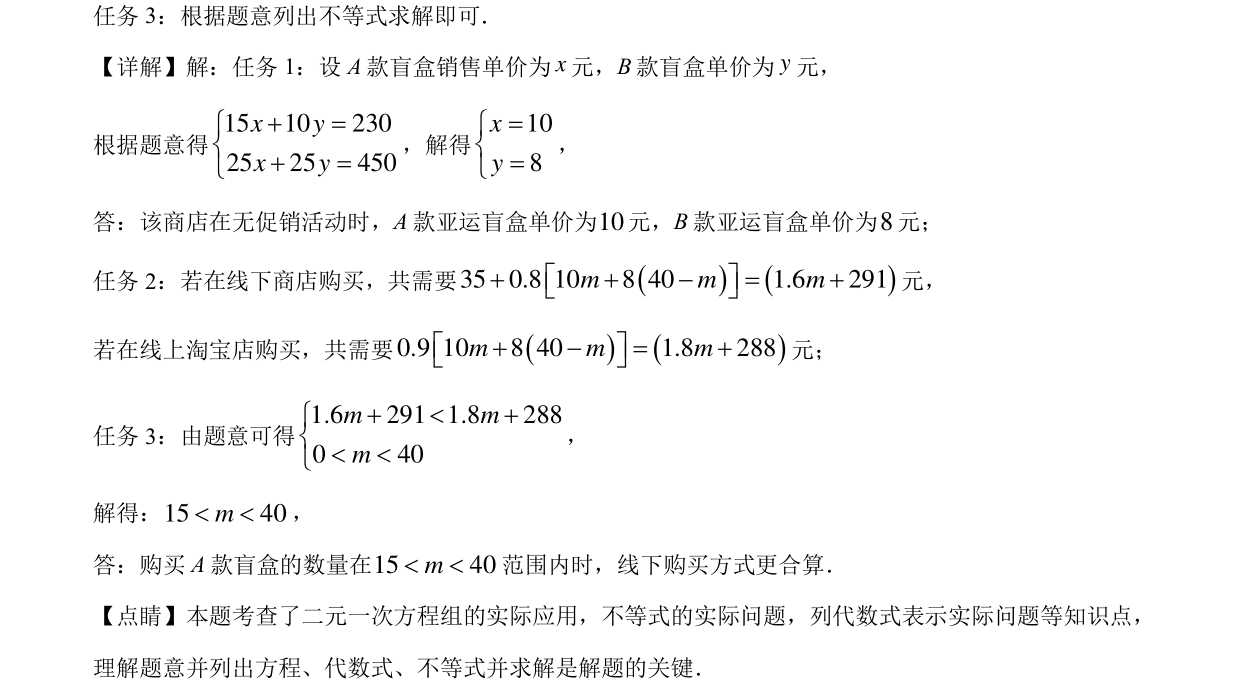 任务 3：根据题意列出不等式求解即可．
【详解】解：任务 1：设 A 款盲盒销售单价为 x 元，B 款盲盒单价为 y 元，
根据题意得 { 15x+10y=230 25x+25y=450 ，解得 { x=10 y=8 ，
答：该商店在无促销活动时，A 款亚运盲盒单价为10 元，B 款亚运盲盒单价为8 元；
任务 2：若在线下商店购买，共需要 35+0.8[10m+8(40−m)]=(1.6m+291) 元，
若在线上淘宝店购买，共需要 0.9[10m+8(40−m)]=(1.8m+288) 元；
任务 3：由题意可得 { 1.6m+291<1.8m+288 0<m<40 ，
解得：15<m<40，
答：购买 A 款盲盒的数量在15<m<40 范围内时，线下购买方式更合算．
【点睛】本题考查了二元一次方程组的实际应用，不等式的实际问题，列代数式表示实际问题等知识点，
理解题意并列出方程、代数式、不等式并求解是解题的关键．